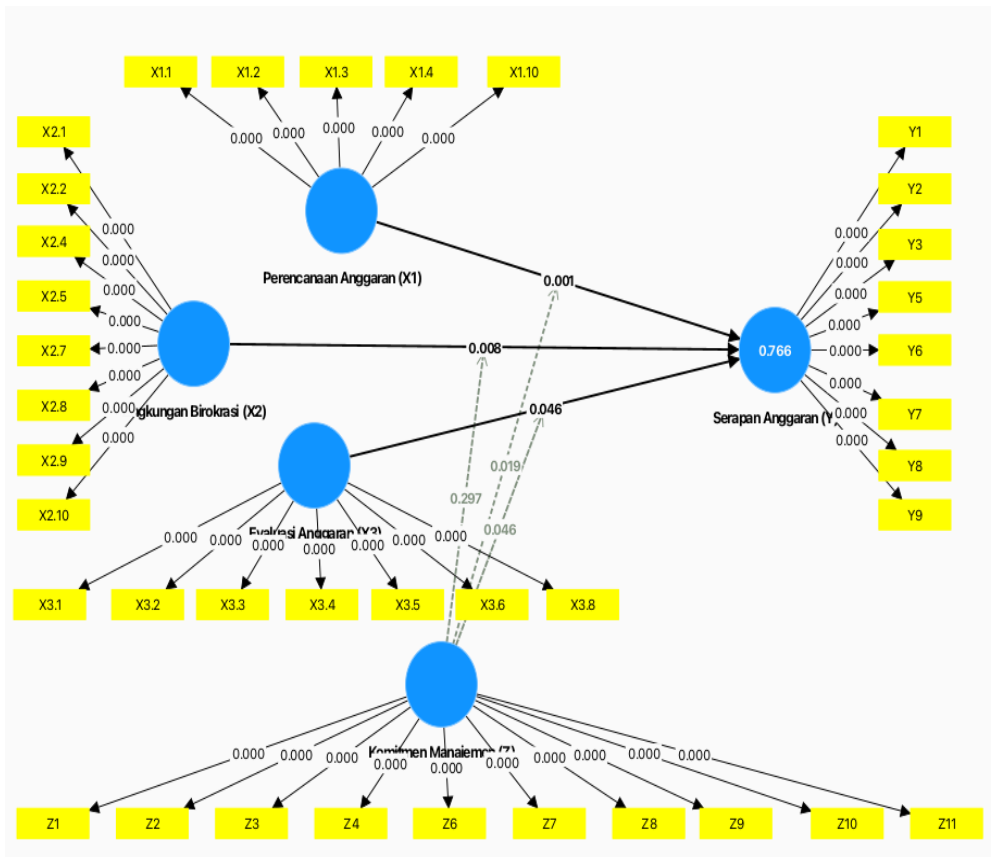 X1.1
X1.2
X1.3
X1.4
X1.10
0.000
0.000
0.000
0.000
0.000
Perencanaan Anggaran (X1)
X2.1
X2.2
X2.4
X2.5
X2.7
X2.8
X2.9
X2.10
0.000
0.000
0.000
0.000
0.000
0.000
0.000
0.000
gkungan Birokrasi (X2)
0.001
0.008
0.046
0.019
0.297
0.046
0.766
Serapan Anggaran (Y
Y1
Y2
Y3
Y5
Y6
Y7
Y8
Y9
0.000
0.000
0.000
0.000
0.000
0.000
0.000
0.000
Evaluasi Anggaran (X3)
0.000
0.000
0.000
0.000
0.000
0.000
0.000
X3.1
X3.2
X3.3
X3.4
X3.5
X3.6
X3.8
Komitmen Manajemen (Z)
0.000
0.000
0.000
0.000
0.000
0.000
0.000
0.000
0.000
0.000
Z1
Z2
Z3
Z4
Z6
Z7
Z8
Z9
Z10
Z11